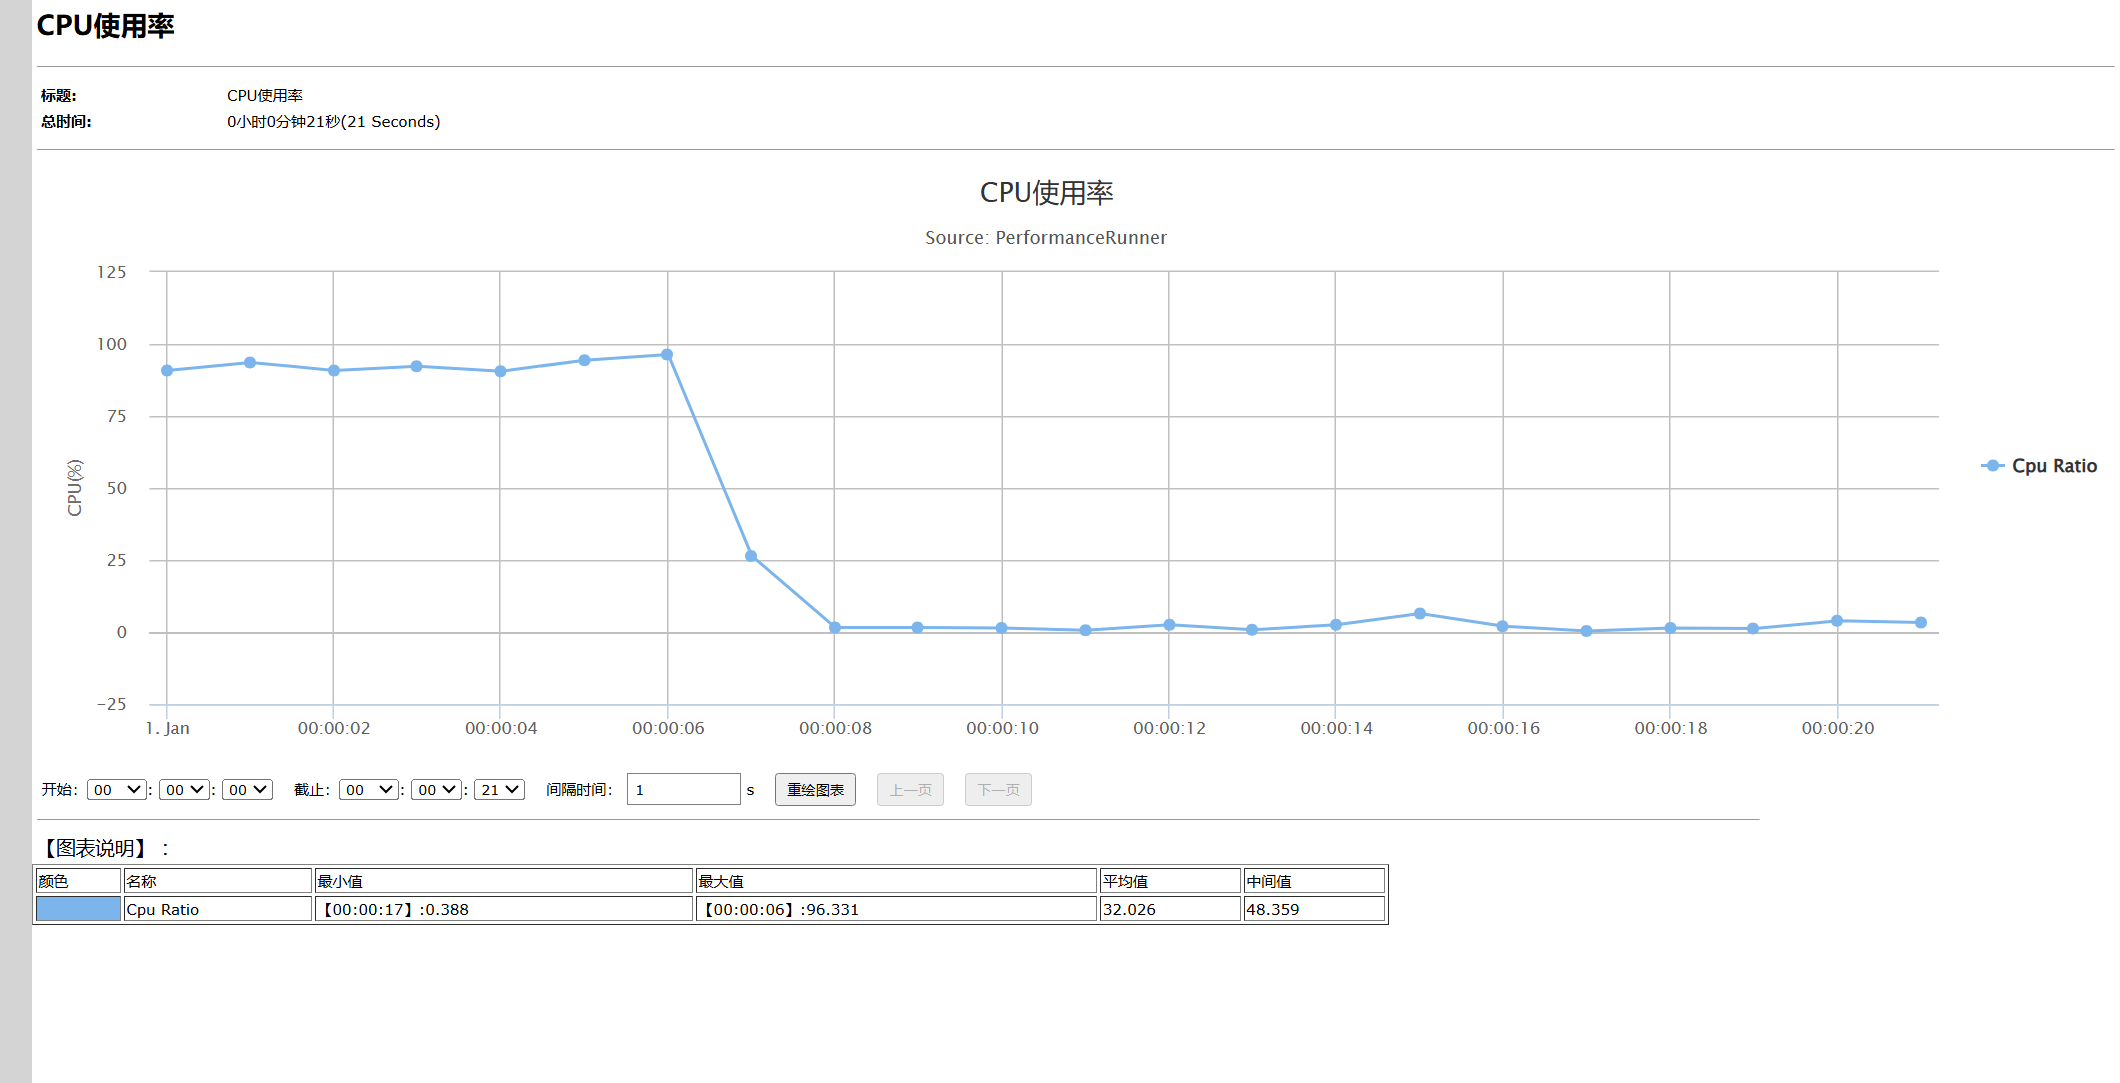 CPU使用率
标题: CPU使用率
总时间: 0小时0分钟21秒(21 Seconds)
CPU使用率
Source: PerformanceRunner
125
100
75
50
25
0
−25
CPU(%)
Cpu Ratio
1. Jan 00:00:02 00:00:04 00:00:06 00:00:08 00:00:10 00:00:12 00:00:14 00:00:16 00:00:18 00:00:20
开始: 00 : 00 : 00 截止: 00 : 00 : 21 间隔时间: 1 s 重绘图表 上一页 下一页
【图表说明】：
颜色 名称 最小值 最大值 平均值 中间值
Cpu Ratio 【00:00:17】:0.388 【00:00:06】:96.331 32.026 48.359